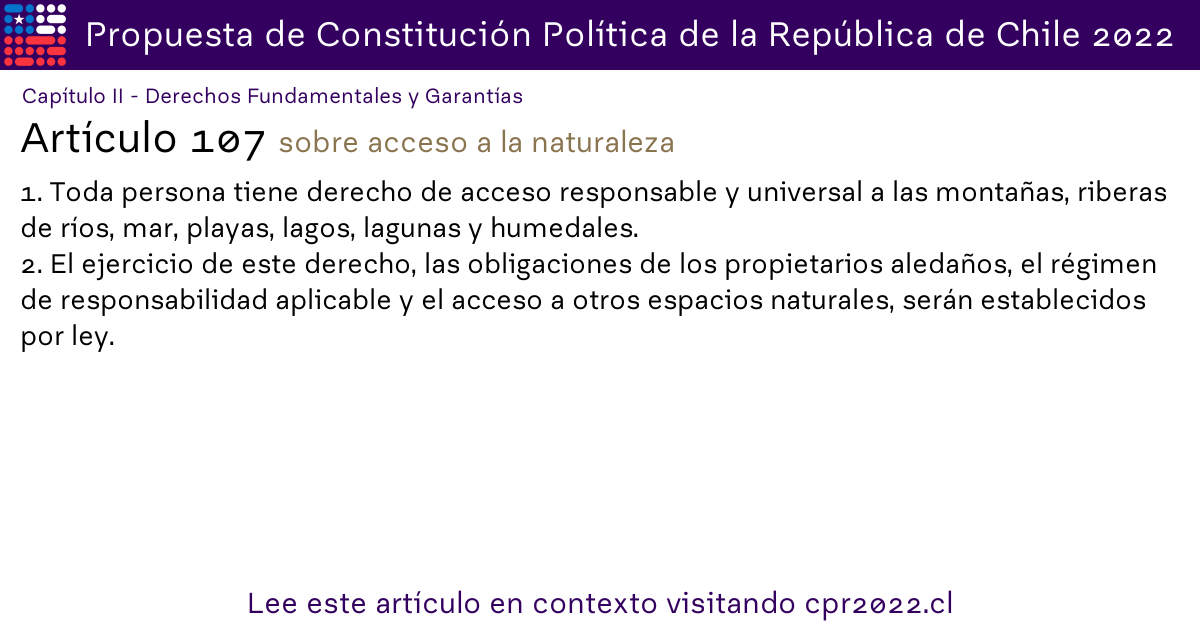 Propuesta de Constitución Política de la República de Chile 2022
Capítulo II - Derechos Fundamentales y Garantías
Artículo 107 sobre acceso a la naturaleza
1. Toda persona tiene derecho de acceso responsable y universal a las montañas, riberas
de ríos, mar, playas, lagos, lagunas y humedales.
2. El ejercicio de este derecho, las obligaciones de los propietarios aledaños, el régimen
de responsabilidad aplicable y el acceso a otros espacios naturales, serán establecidos
por ley.
Lee este artículo en contexto visitando cpr2022.cl